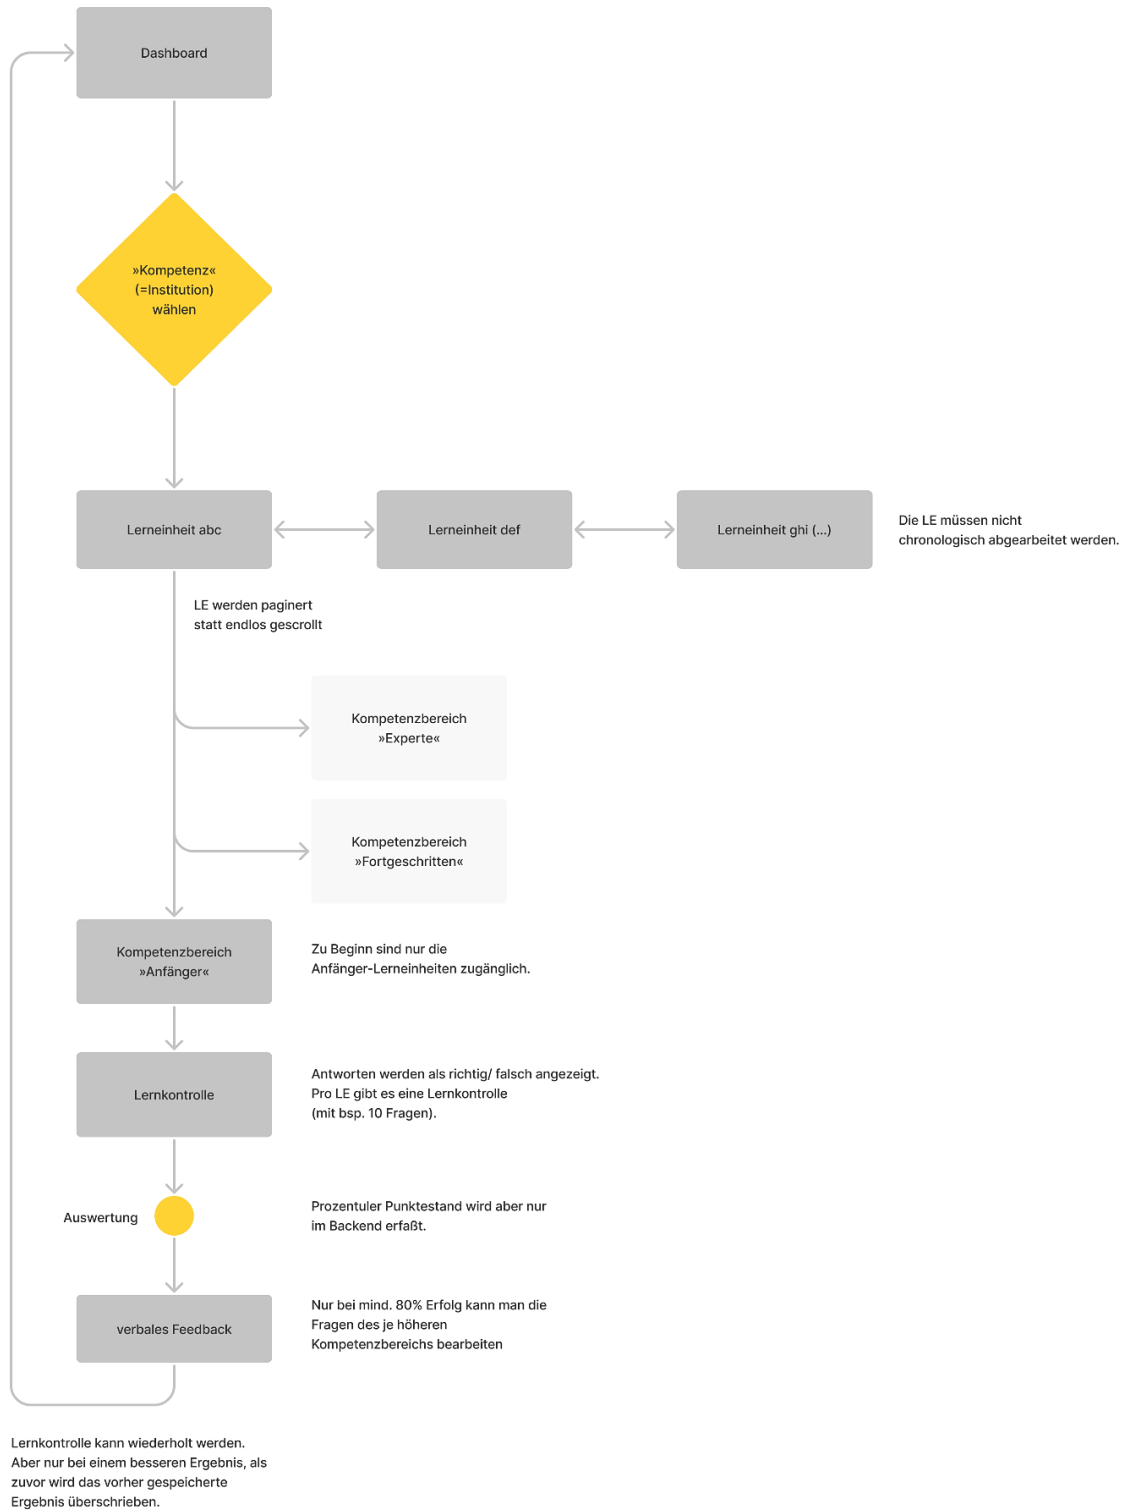 Dashboard
»Kompetenz«
(=Institution)
wählen
Lerneinheit abc
Lerneinheit def
Lerneinheit ghi (...)
Die LE müssen nicht
chronologisch abgearbeitet werden.
LE werden paginert
statt endlos gescrollt
Kompetenzbereich
»Experte«
Kompetenzbereich
»Fortgeschritten«
Kompetenzbereich
»Anfänger«
Zu Beginn sind nur die
Anfänger-Lerneinheiten zugänglich.
Lernkontrolle
Antworten werden als richtig/ falsch angezeigt.
Pro LE gibt es eine Lernkontrolle
(mit bsp. 10 Fragen).
Auswertung
Prozentuler Punktestand wird aber nur
im Backend erfaßt.
verbales Feedback
Nur bei mind. 80% Erfolg kann man die
Fragen des je höheren
Kompetenzbereichs bearbeiten
Lernkontrolle kann wiederholt werden.
Aber nur bei einem besseren Ergebnis, als
zuvor wird das vorher gespeicherte
Ergebnis überschrieben.